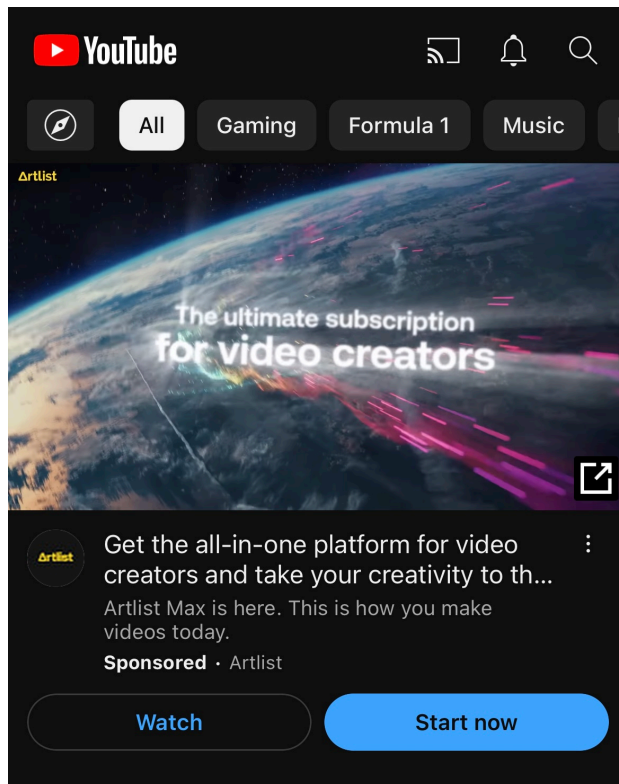 YouTube
All
Gaming
Formula 1
Music
Artlist
The ultimate subscription
for video creators
Artlist
Get the all-in-one platform for video
creators and take your creativity to th...
Artlist Max is here. This is how you make
videos today.
Sponsored · Artlist
Watch
Start now